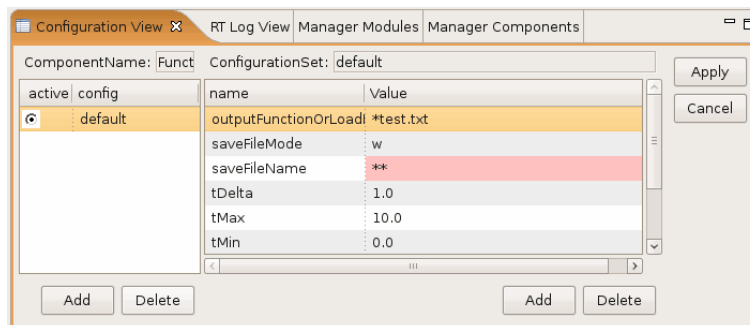 Configuration View RT Log View Manager Modules Manager Components
ComponentName: Funct ConfigurationSet: default
Apply
active config name Value
Cancel
default outputFunctionOrLoad *test.txt
saveFileMode w
saveFileName **
tDelta 1.0
tMax 10.0
tMin 0.0
Add Delete Add Delete